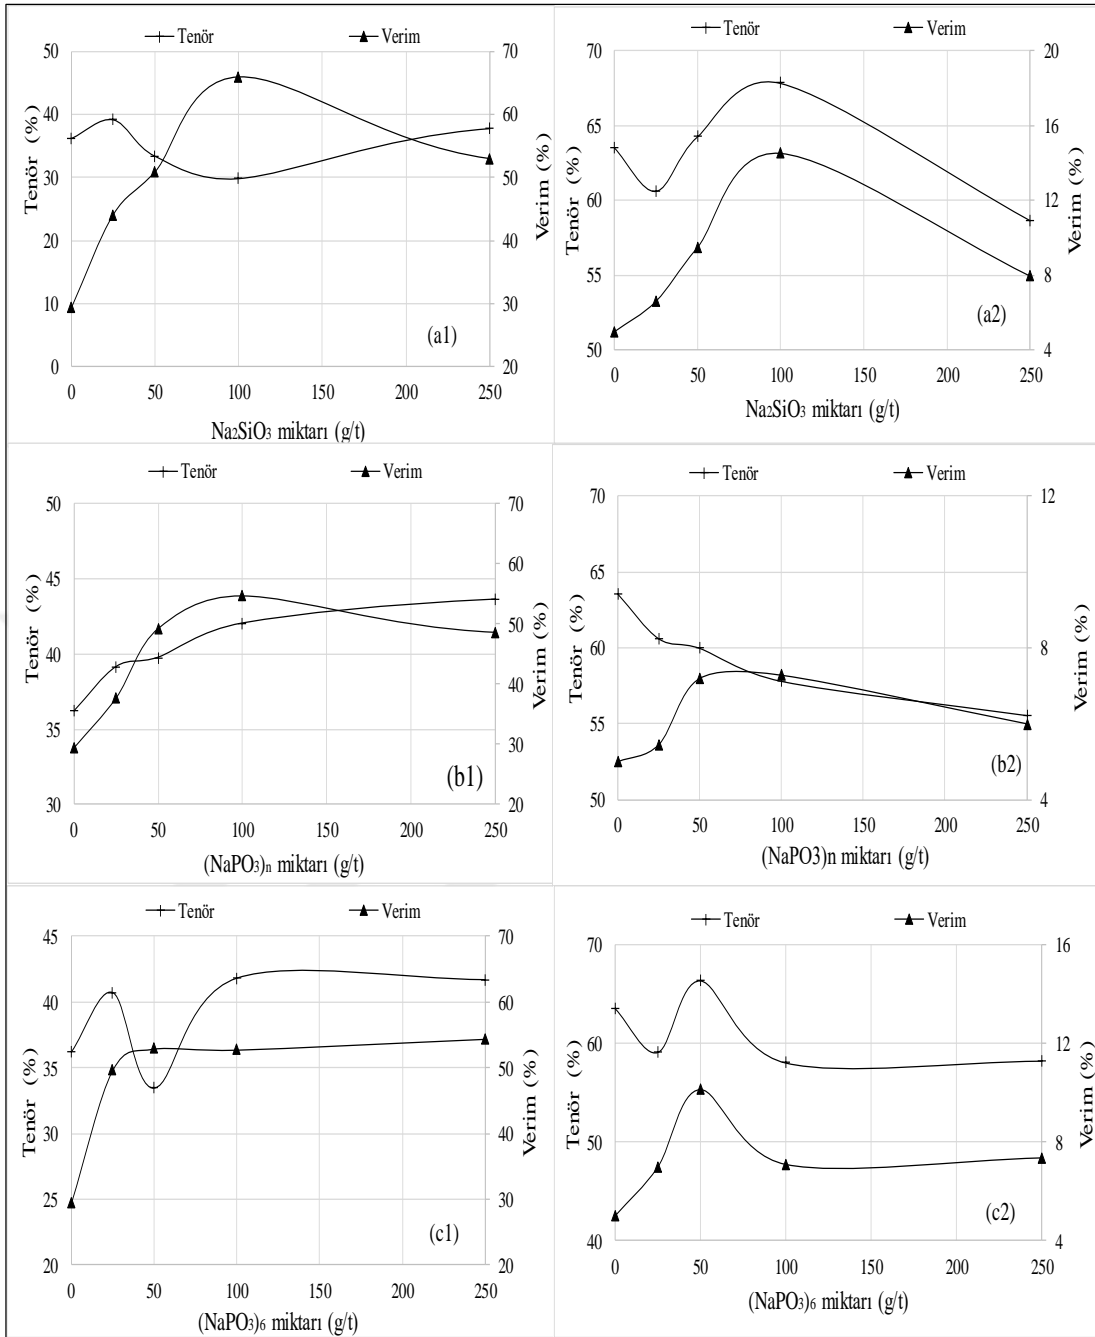 Tenör Verim
50 70
40 60
30 50
20 40
10 30
0 20
Tenör (%)
Verim (%)
(a1)
0 50 100 150 200 250
Na₂SiO₃ miktarı (g/t)
Tenör Verim
70 20
65 16
60 12
55 8
50 4
Tenör (%)
Verim (%)
(a2)
0 50 100 150 200 250
Na₂SiO₃ miktarı (g/t)
Tenör Verim
50 70
45 60
40 50
35 40
30 30
20
Tenör (%)
Verim (%)
(b1)
0 50 100 150 200 250
(NaPO₃)n miktarı (g/t)
Tenör Verim
70 12
65
60 8
55
50 4
Tenör (%)
Verim (%)
(b2)
0 50 100 150 200 250
(NaPO3)n miktarı (g/t)
Tenör Verim
45 70
40 60
35 50
30 40
25 30
20 20
Tenör (%)
Verim (%)
(c1)
0 50 100 150 200 250
(NaPO₃)₆ miktarı (g/t)
Tenör Verim
70 16
60 12
50 8
40 4
Tenör (%)
Verim (%)
(c2)
0 50 100 150 200 250
(NaPO₃)₆ miktarı (g/t)